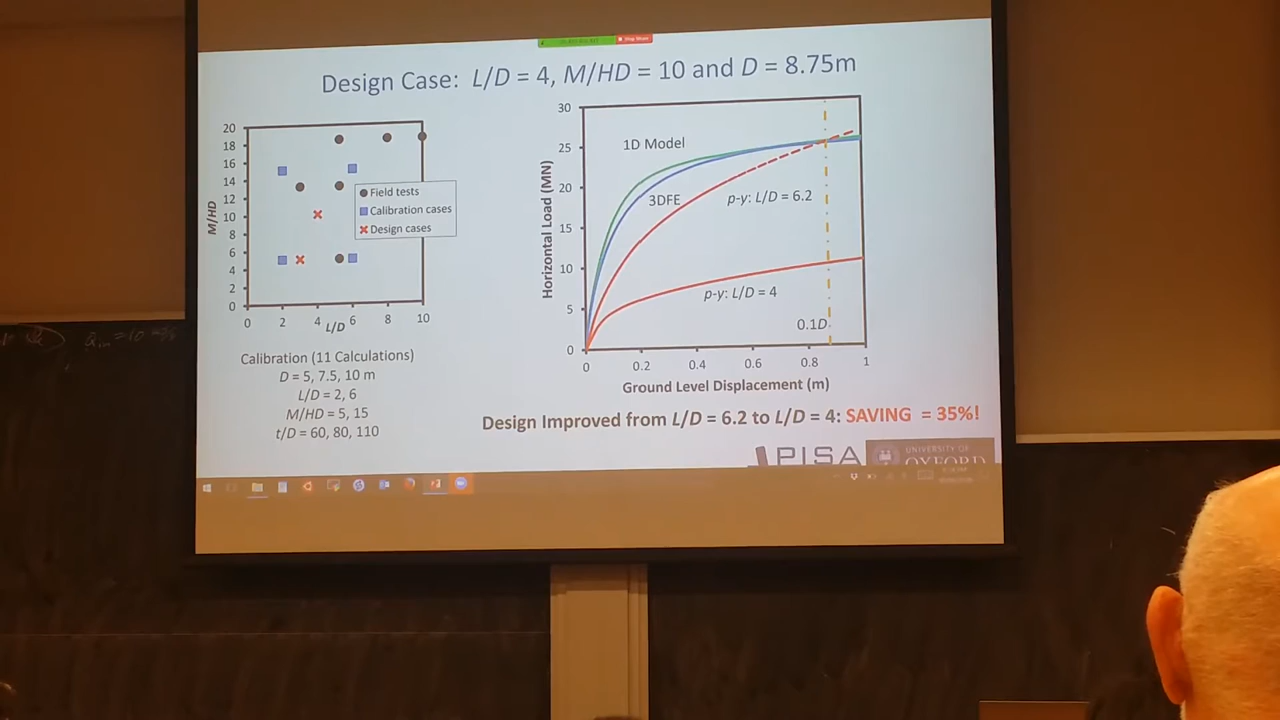 Design Case: L/D = 4, M/HD = 10 and D = 8.75m
20
18
16
14
12
10
8
6
4
2
0
M/HD
0 2 4 6 8 10
L/D
Field tests
Calibration cases
Design cases
Calibration (11 Calculations)
D = 5, 7.5, 10 m
L/D = 2, 6
M/HD = 5, 15
t/D = 60, 80, 110
30
25
20
15
10
5
0
Horizontal Load (MN)
1D Model
3DFE
p-y: L/D = 6.2
p-y: L/D = 4
0.1D
0 0.2 0.4 0.6 0.8 1
Ground Level Displacement (m)
Design Improved from L/D = 6.2 to L/D = 4: SAVING = 35%!
PISA
UNIVERSITY OF
OXFORD